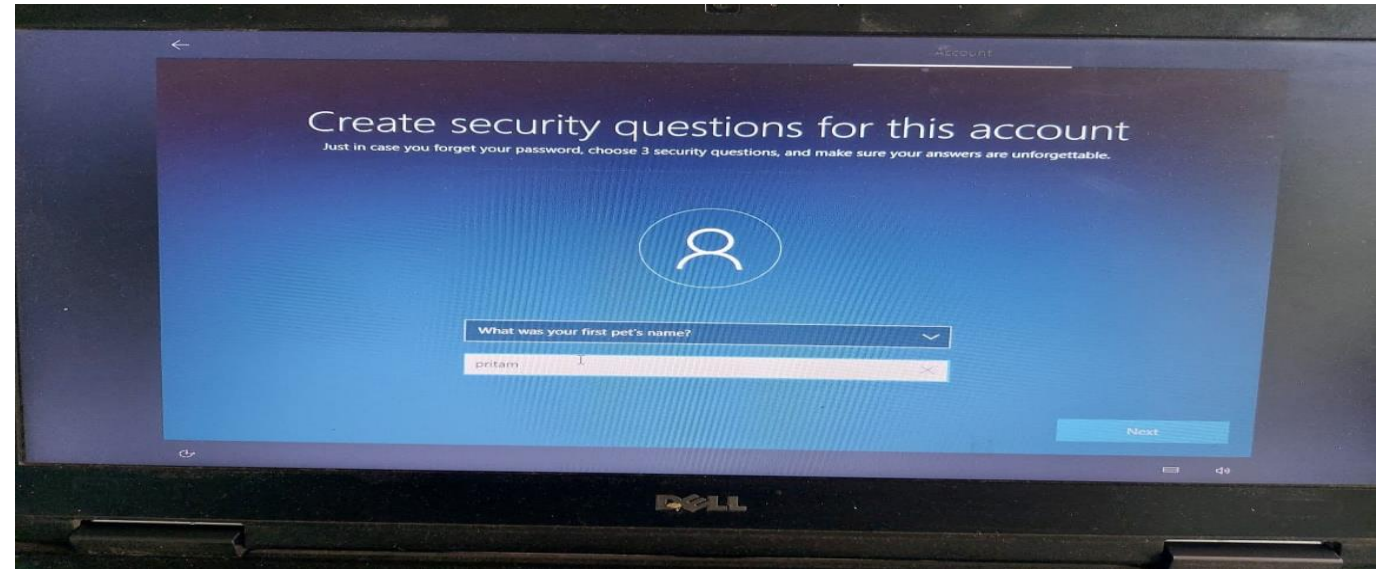 Account
Create security questions for this account
Just in case you forget your password, choose 3 security questions, and make sure your answers are unforgettable.
What was your first pet's name?
pritam
Next
DELL